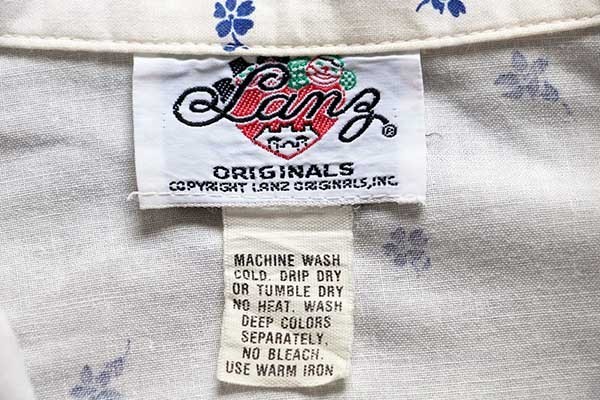 Lanz®
ORIGINALS
COPYRIGHT LANZ ORIGINALS, INC.
MACHINE WASH
COLD. DRIP DRY
OR TUMBLE DRY
NO HEAT. WASH
DEEP COLORS
SEPARATELY.
NO BLEACH.
USE WARM IRON